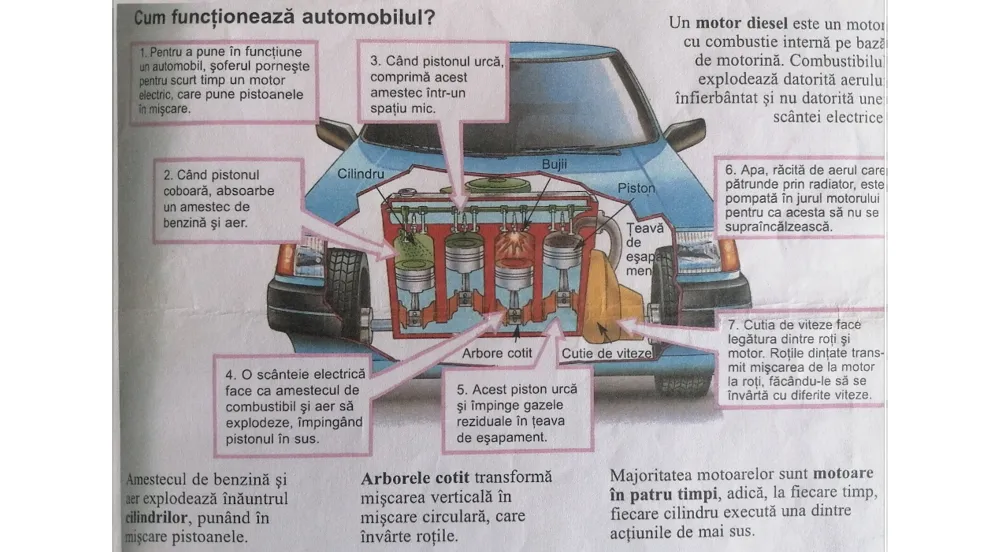 Cum funcționează automobilul?
Un motor diesel este un motor
cu combustie internă pe bază
de motorină. Combustibilul
explodează datorită aerului
înfierbântat și nu datorită une
scântei electrice
1. Pentru a pune în funcțiune
un automobil, șoferul pornește
pentru scurt timp un motor
electric, care pune pistoanele
în mișcare.
3. Când pistonul urcă,
comprimă acest
amestec într-un
spațiu mic.
2. Când pistonul
coboară, absoarbe
un amestec de
benzină și aer.
Cilindru
Bujii
Piston
Țeavă
de
eșapa
men
6. Apa, răcită de aerul care
pătrunde prin radiator, este
pompată în jurul motorului
pentru ca acesta să nu se
supraîncălzească.
Arbore cotit
Cutie de viteze
4. O scânteie electrică
face ca amestecul de
combustibil și aer să
explodeze, împingând
pistonul în sus.
5. Acest piston urcă
și împinge gazele
reziduale în țeava
de eșapament.
7. Cutia de viteze face
legătura dintre roți și
motor. Roțile dințate trans-
mit mișcarea de la motor
la roți, făcându-le să se
învârtă cu diferite viteze.
Amestecul de benzină și
aer explodează înăuntrul
cilindrilor, punând în
mișcare pistoanele.
Arborele cotit transformă
mișcarea verticală în
mișcare circulară, care
învârte roțile.
Majoritatea motoarelor sunt motoare
în patru timpi, adică, la fiecare timp,
fiecare cilindru execută una dintre
acțiunile de mai sus.